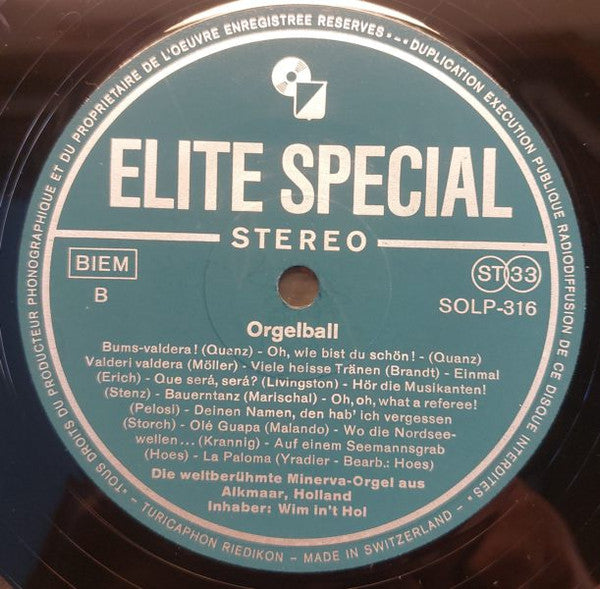 «TOUS DROITS DU PRODUCTEUR PHONOGRAPHIQUE ET DU PROPRIETAIRE DE L'OEUVRE ENREGISTREE RESERVES»-«DUPLICATION EXECUTION PUBLIQUE RADIODIFFUSION DE CE DISQUE INTERDITES»
ELITE SPECIAL
STEREO
BIEM
B
ST 33
SOLP-316
Orgelball
Bums-valdera! (Quanz) - Oh, wie bist du schön! - (Quanz)
Valderi valdera (Möller) - Viele heisse Tränen (Brandt) - Einmal
(Erich) - Que será, será? (Livingston) - Hör die Musikanten!
(Stenz) - Bauerntanz (Marischal) - Oh, oh, what a referee!
(Pelosi) - Deinen Namen, den hab' ich vergessen
(Storch) - Olé Guapa (Malando) - Wo die Nordsee-
wellen... (Krannig) - Auf einem Seemannsgrab
(Hoes) - La Paloma (Yradier - Bearb.: Hoes)
Die weltberühmte Minerva-Orgel aus
Alkmaar, Holland
Inhaber: Wim in't Hol
TURICAPHON RIEDIKON - MADE IN SWITZERLAND